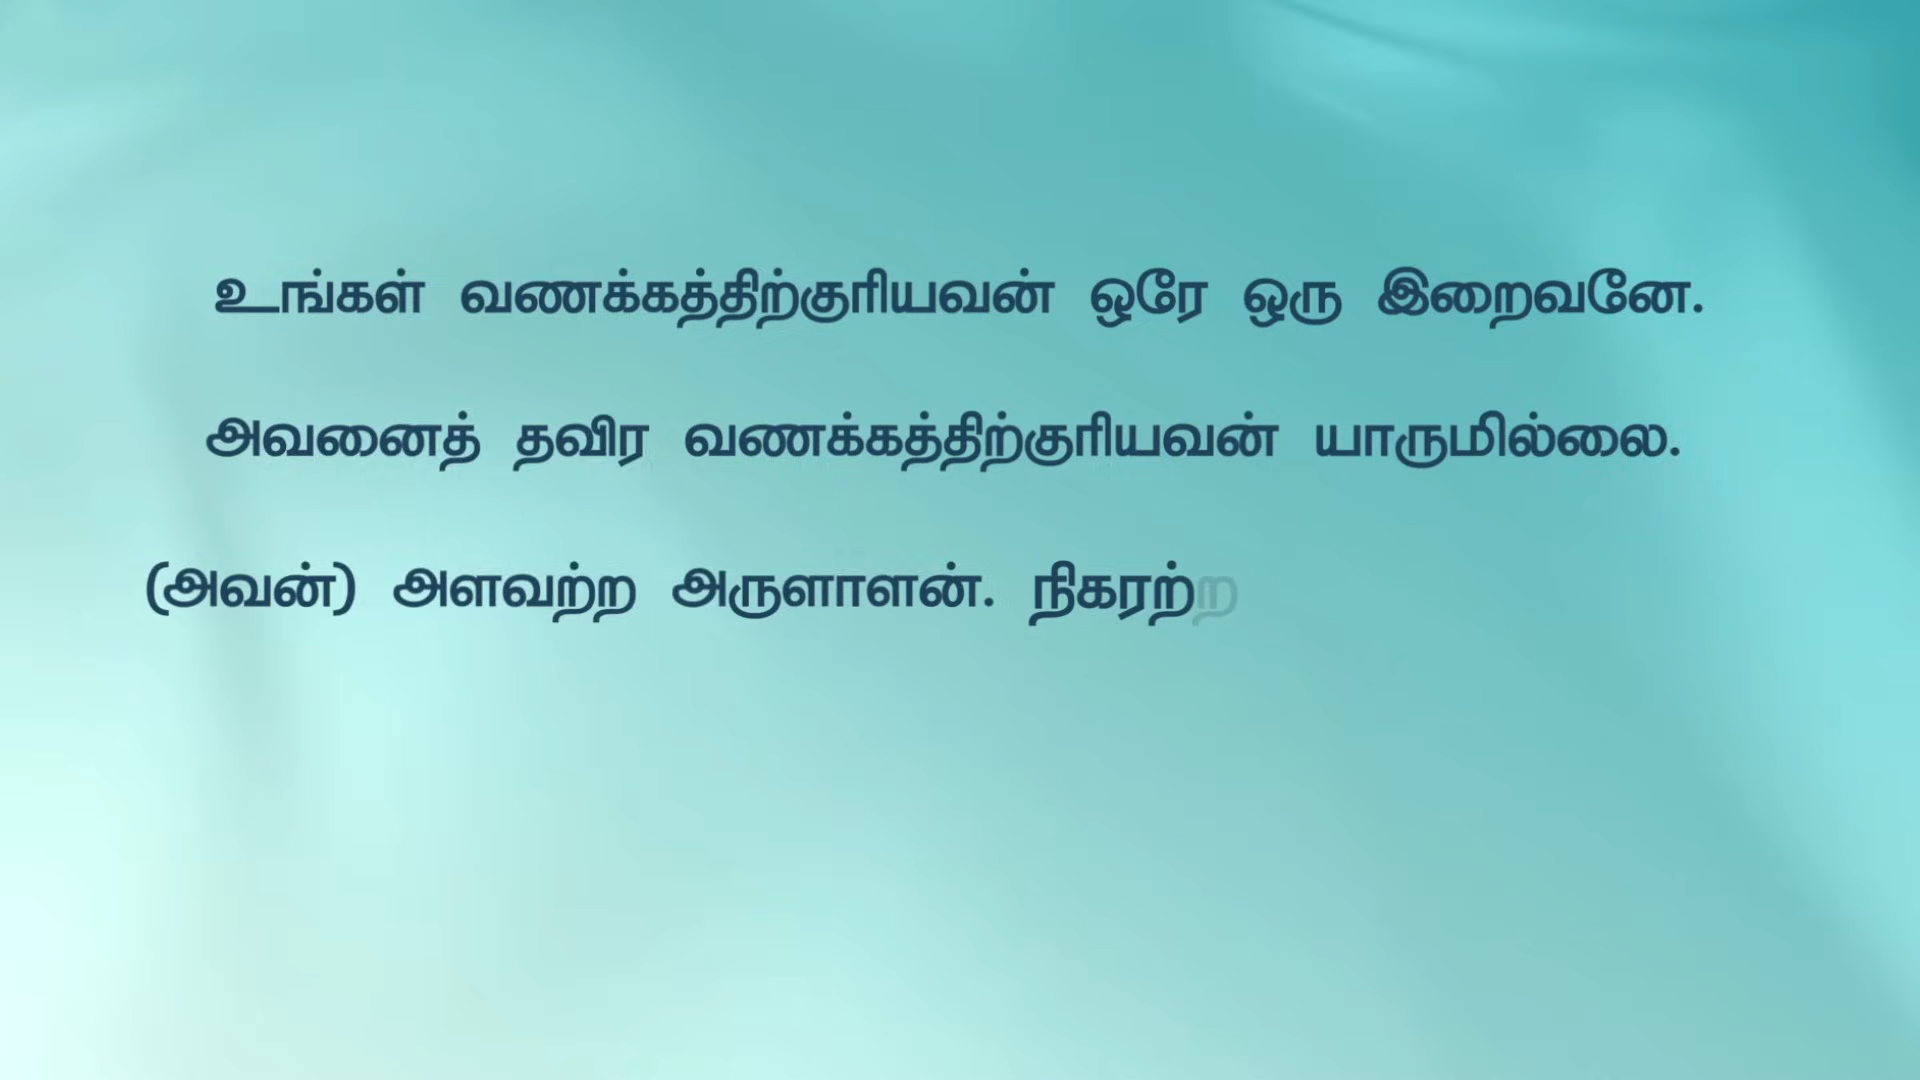 உங்கள் வணக்கத்திற்குரியவன் ஒரே ஒரு இறைவனே.
அவனைத் தவிர வணக்கத்திற்குரியவன் யாருமில்லை.
(அவன்) அளவற்ற அருளாளன். நிகரற்ற